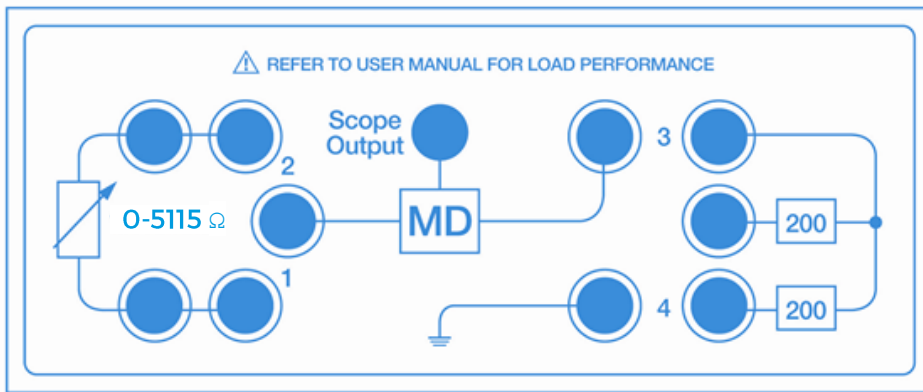 ⚠ REFER TO USER MANUAL FOR LOAD PERFORMANCE
Scope
Output
3
2
0-5115 Ω
MD
200
1
4
200